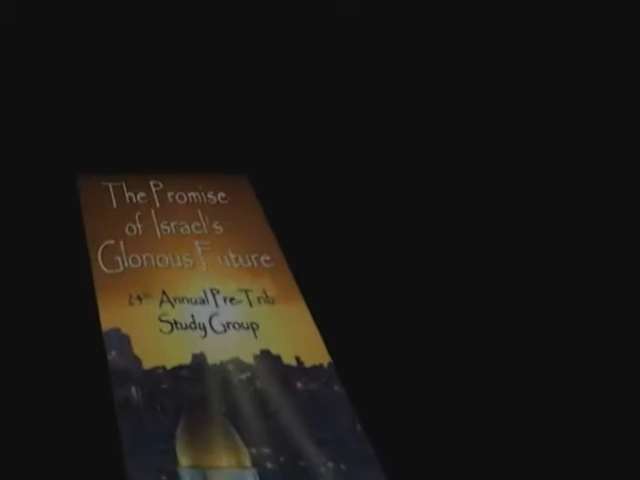 The Promise
of Israel's
Glorious Future
24th Annual Pre-Trib
Study Group